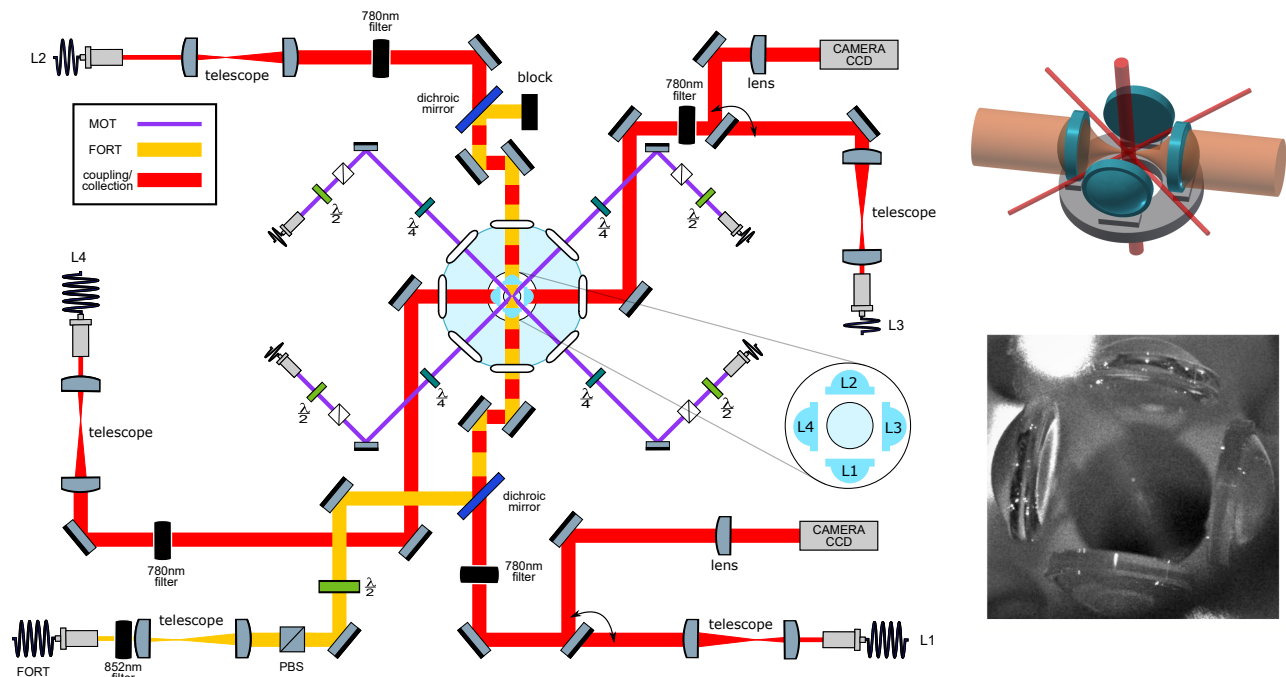 780nm
filter
L2
telescope
block
dichroic
mirror
780nm
filter
lens
CAMERA
CCD
MOT
FORT
coupling/
collection
λ
2
λ
4
λ
4
λ
2
telescope
L3
L4
telescope
λ
2
λ
4
λ
4
λ
2
L2
L4
L3
L1
dichroic
mirror
780nm
filter
780nm
filter
lens
CAMERA
CCD
λ
2
telescope
PBS
FORT
852nm
filter
telescope
L1